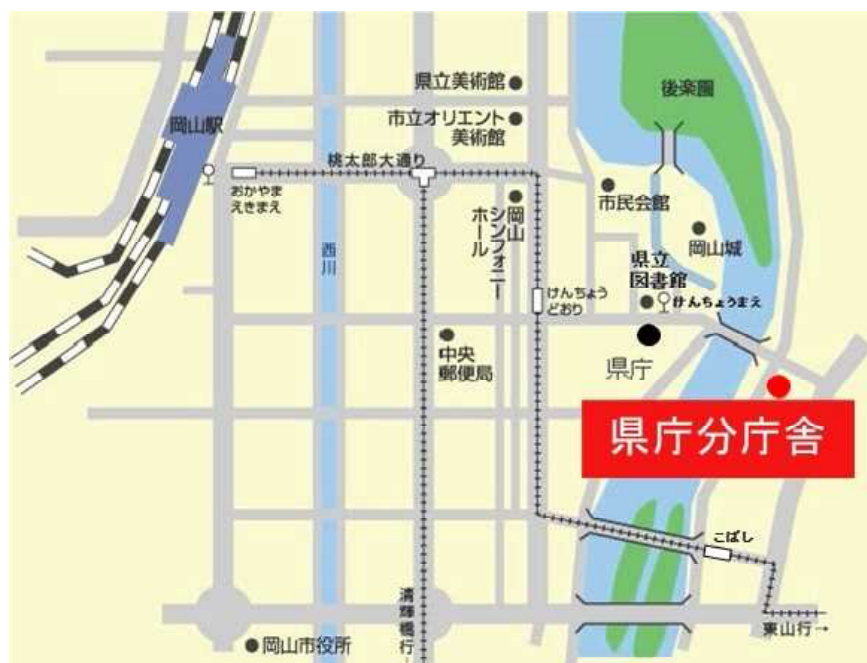 県立美術館
後楽園
市立オリエント
美術館
岡山駅
桃太郎大通り
おかやま
えきまえ
岡山
シンフォニー
ホール
市民会館
岡山城
西川
県立
図書館
けんちょうまえ
けんちょう
どおり
中央
郵便局
県庁
県庁分庁舎
こばし
清輝橋行→
東山行→
岡山市役所